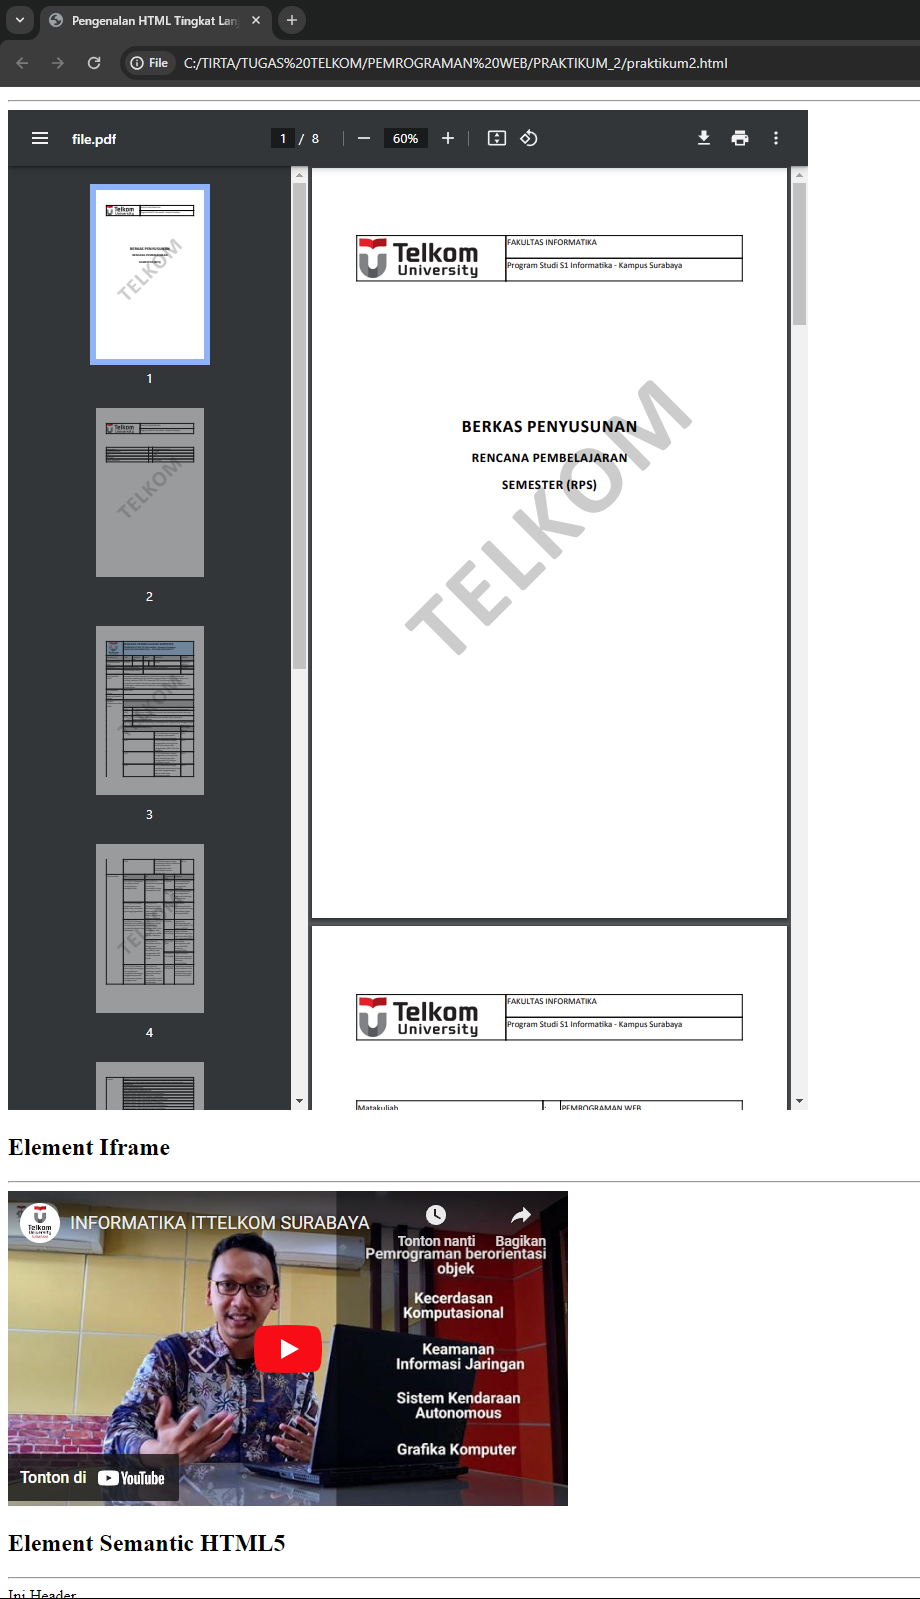 Pengenalan HTML Tingkat Lan
File
C:/TIRTA/TUGAS%20TELKOM/PEMROGRAMAN%20WEB/PRAKTIKUM_2/praktikum2.html
file.pdf
1 / 8
60%
1
2
3
4
Telkom
University
FAKULTAS INFORMATIKA
Program Studi S1 Informatika - Kampus Surabaya
BERKAS PENYUSUNAN
RENCANA PEMBELAJARAN
SEMESTER (RPS)
TELKOM
Telkom
University
FAKULTAS INFORMATIKA
Program Studi S1 Informatika - Kampus Surabaya
Matakuliah : PEMROGRAMAN WEB
Element Iframe
Telkom
University
INFORMATIKA ITTELKOM SURABAYA
Tonton nanti
Bagikan
Pemrograman berorientasi
objek
Kecerdasan
Komputasional
Keamanan
Informasi Jaringan
Sistem Kendaraan
Autonomous
Grafika Komputer
Tonton di YouTube
Element Semantic HTML5
Ini Header